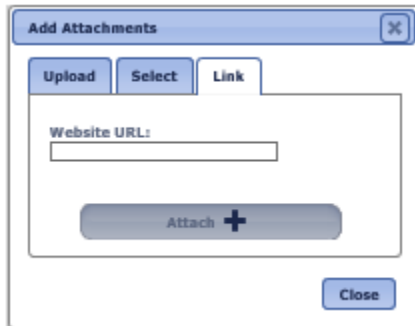 Add Attachments
Upload Select Link
Website URL:
Attach
Close